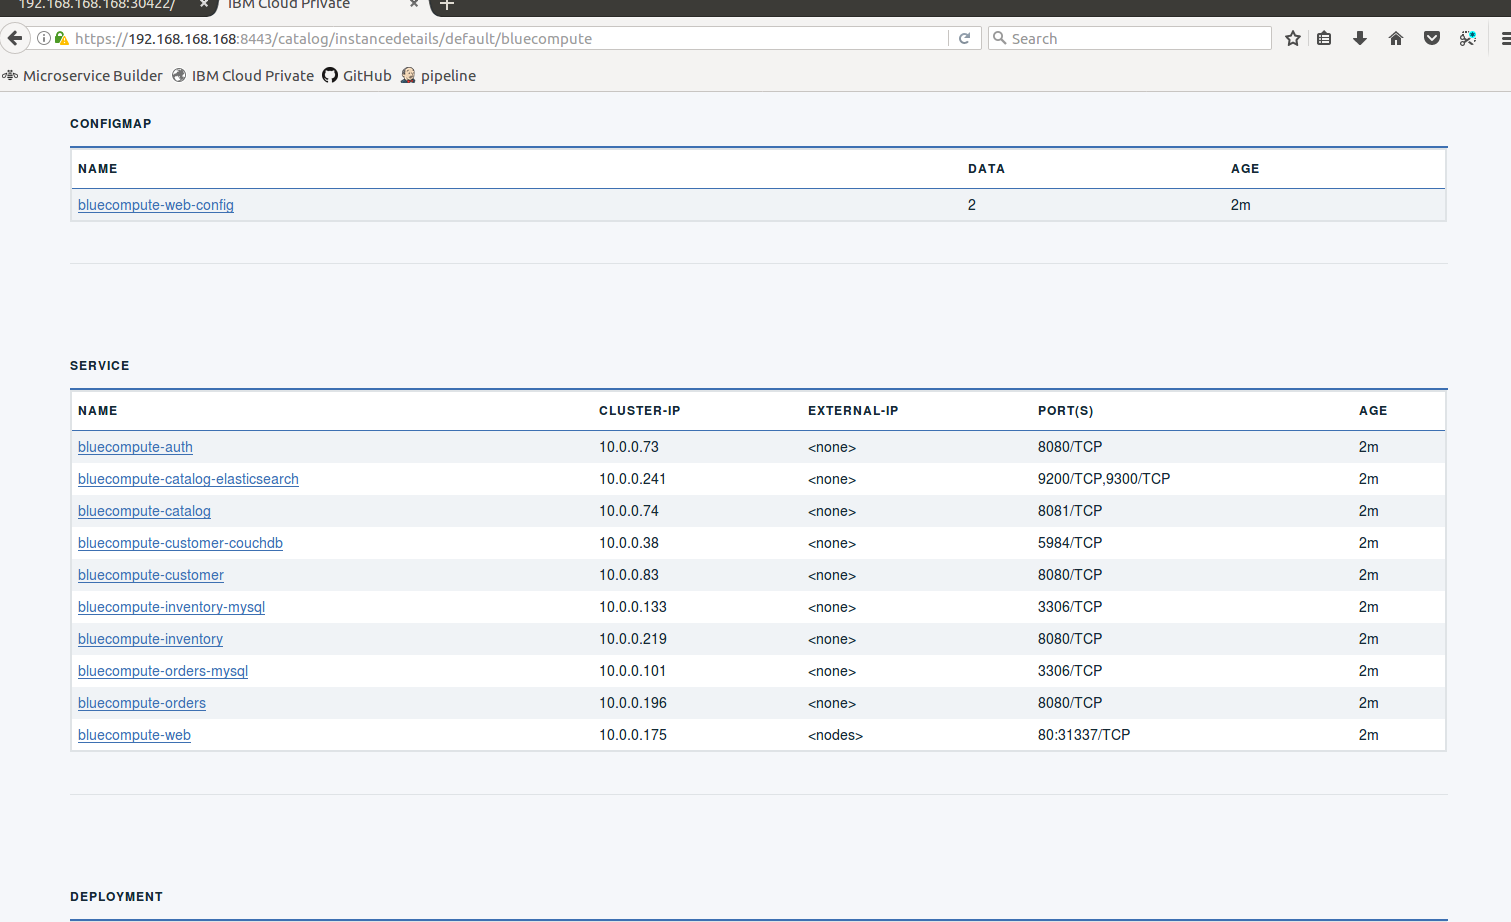 192.168.168.168:30422/ × IBM Cloud Private × +
https://192.168.168.168:8443/catalog/instancedetails/default/bluecompute Search
Microservice Builder IBM Cloud Private GitHub pipeline
CONFIGMAP
NAME DATA AGE
bluecompute-web-config 2 2m
SERVICE
NAME CLUSTER-IP EXTERNAL-IP PORT(S) AGE
bluecompute-auth 10.0.0.73 <none> 8080/TCP 2m
bluecompute-catalog-elasticsearch 10.0.0.241 <none> 9200/TCP,9300/TCP 2m
bluecompute-catalog 10.0.0.74 <none> 8081/TCP 2m
bluecompute-customer-couchdb 10.0.0.38 <none> 5984/TCP 2m
bluecompute-customer 10.0.0.83 <none> 8080/TCP 2m
bluecompute-inventory-mysql 10.0.0.133 <none> 3306/TCP 2m
bluecompute-inventory 10.0.0.219 <none> 8080/TCP 2m
bluecompute-orders-mysql 10.0.0.101 <none> 3306/TCP 2m
bluecompute-orders 10.0.0.196 <none> 8080/TCP 2m
bluecompute-web 10.0.0.175 <nodes> 80:31337/TCP 2m
DEPLOYMENT